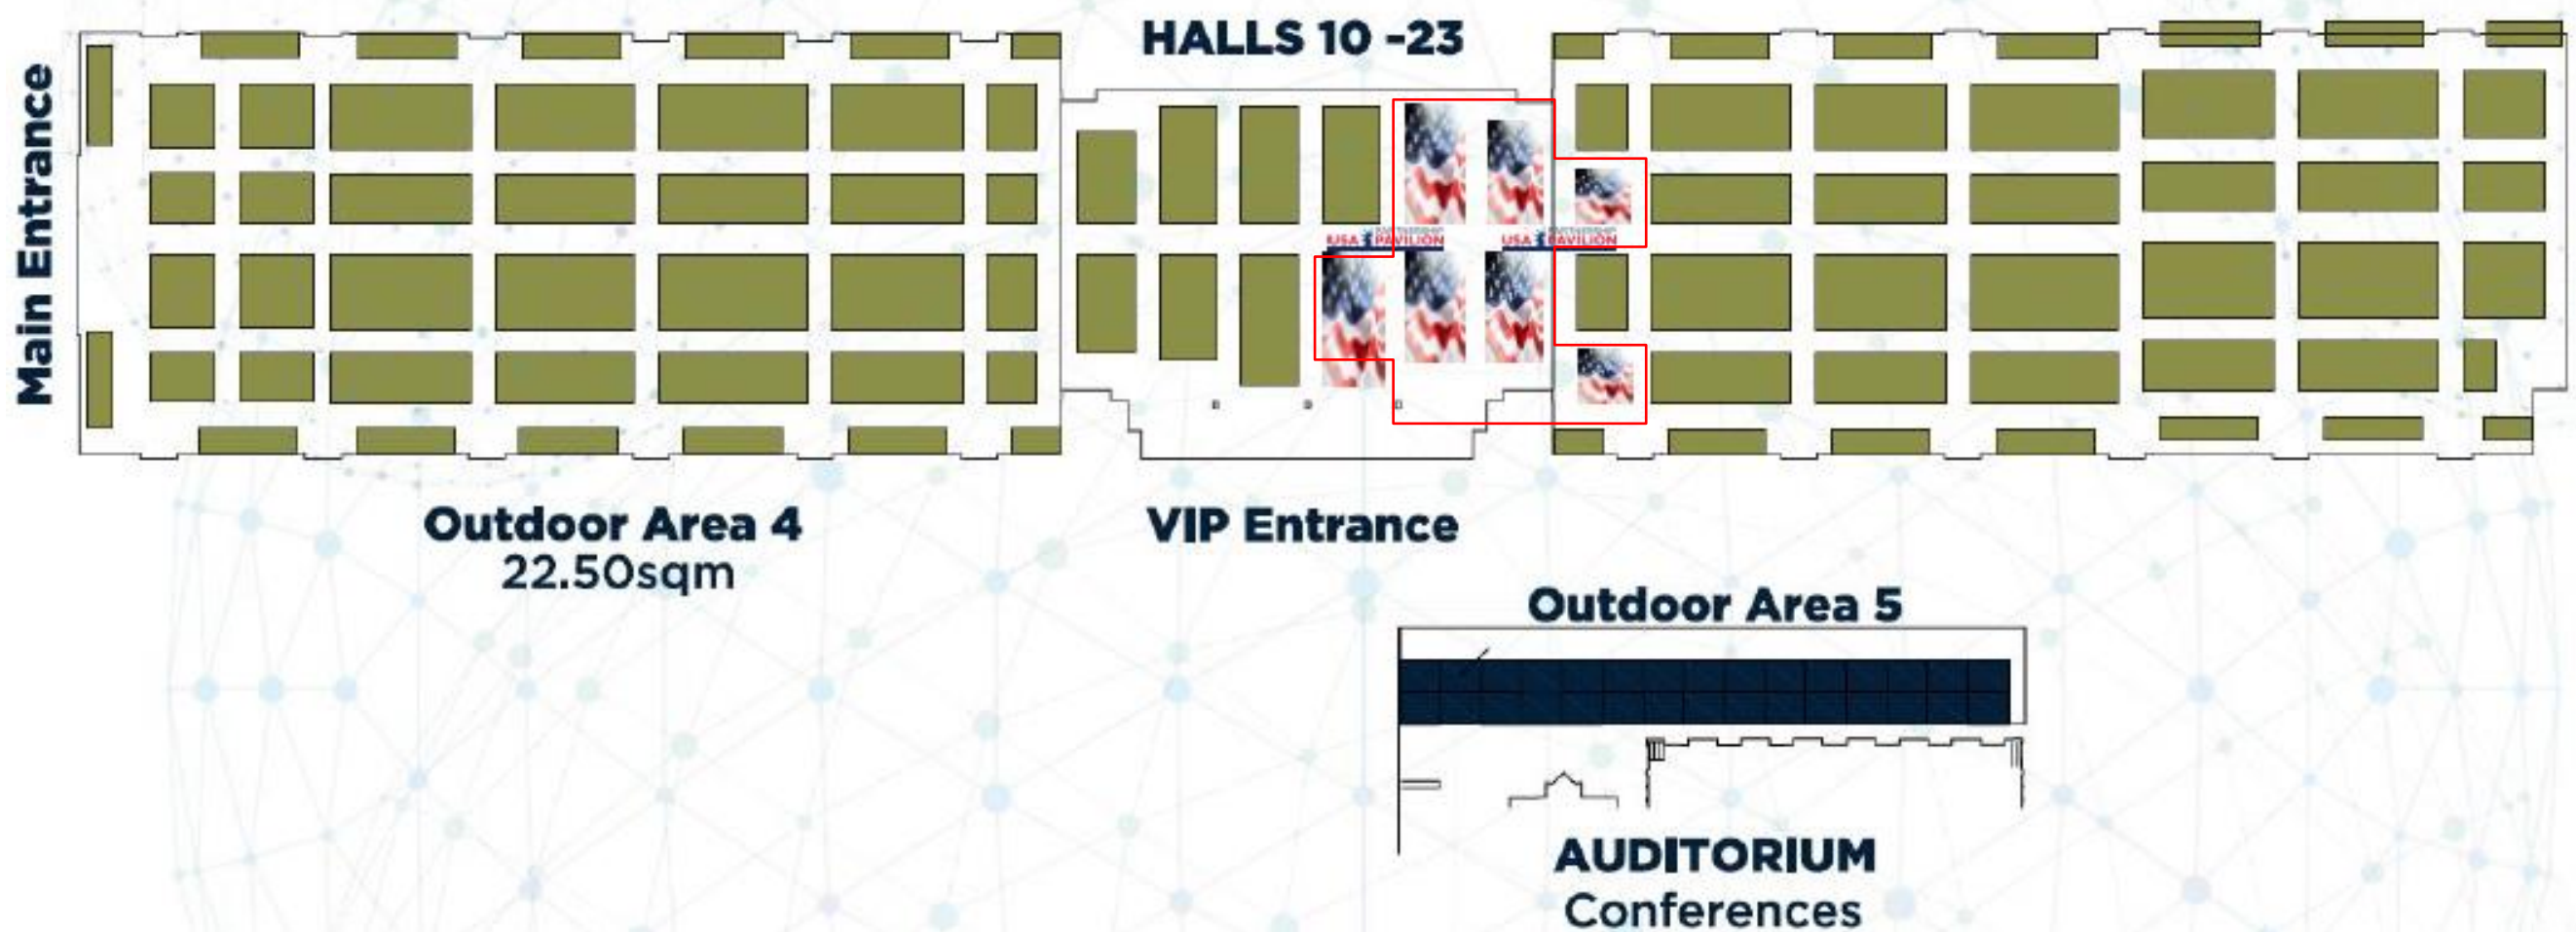 HALLS 10 -23
Main Entrance
USA PAVILION
USA PAVILION
Outdoor Area 4
22.50sqm
VIP Entrance
Outdoor Area 5
AUDITORIUM
Conferences